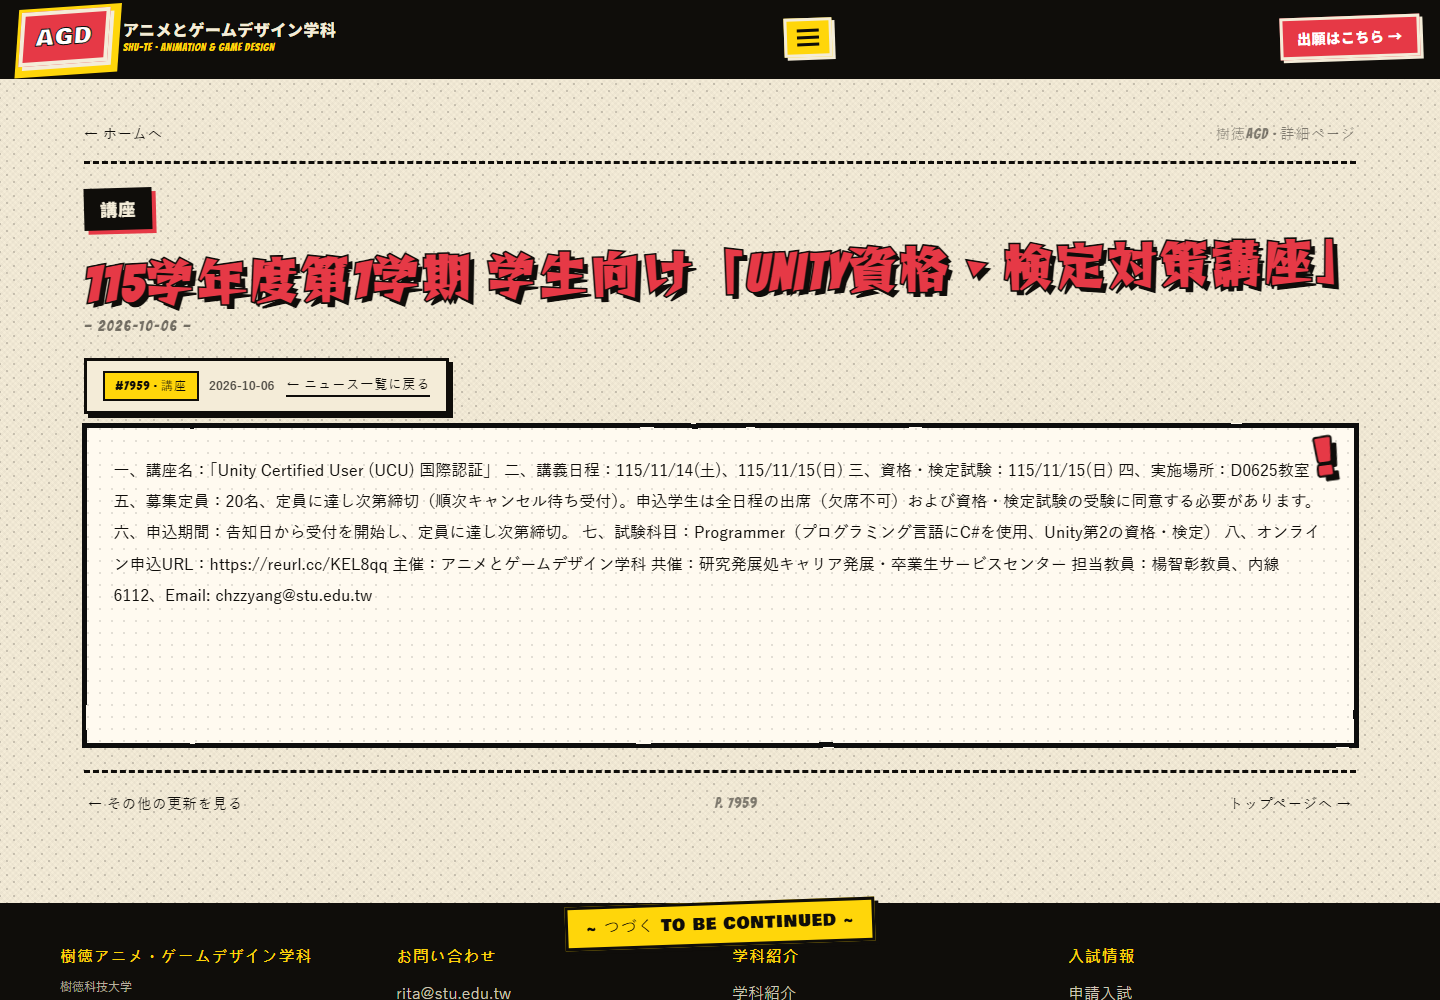 AGD
アニメとゲームデザイン学科
SHU-TE · ANIMATION & GAME DESIGN
出願はこちら →
← ホームへ
樹徳AGD · 詳細ページ
講座
115学年度第1学期 学生向け「UNITY資格・検定対策講座」
— 2026-10-06 —
#7959 · 講座 2026-10-06 ← ニュース一覧に戻る
一、講座名：「Unity Certified User (UCU) 国際認証」 二、講義日程：115/11/14(土)、115/11/15(日) 三、資格・検定試験：115/11/15(日) 四、実施場所：D0625教室
五、募集定員：20名、定員に達し次第締切（順次キャンセル待ち受付）。申込学生は全日程の出席（欠席不可）および資格・検定試験の受験に同意する必要があります。
六、申込期間：告知日から受付を開始し、定員に達し次第締切。 七、試験科目：Programmer（プログラミング言語にC#を使用、Unity第2の資格・検定） 八、オンライ
ン申込URL：https://reurl.cc/KEL8qq 主催：アニメとゲームデザイン学科 共催：研究発展処キャリア発展・卒業生サービスセンター 担当教員：楊智彰教員、内線
6112、Email: chzzyang@stu.edu.tw
!
← その他の更新を見る
P. 7959
トップページへ →
~ つづく TO BE CONTINUED ~
樹徳アニメ・ゲームデザイン学科
お問い合わせ
学科紹介
入試情報
樹徳科技大学
rita@stu.edu.tw
学科紹介
申請入試